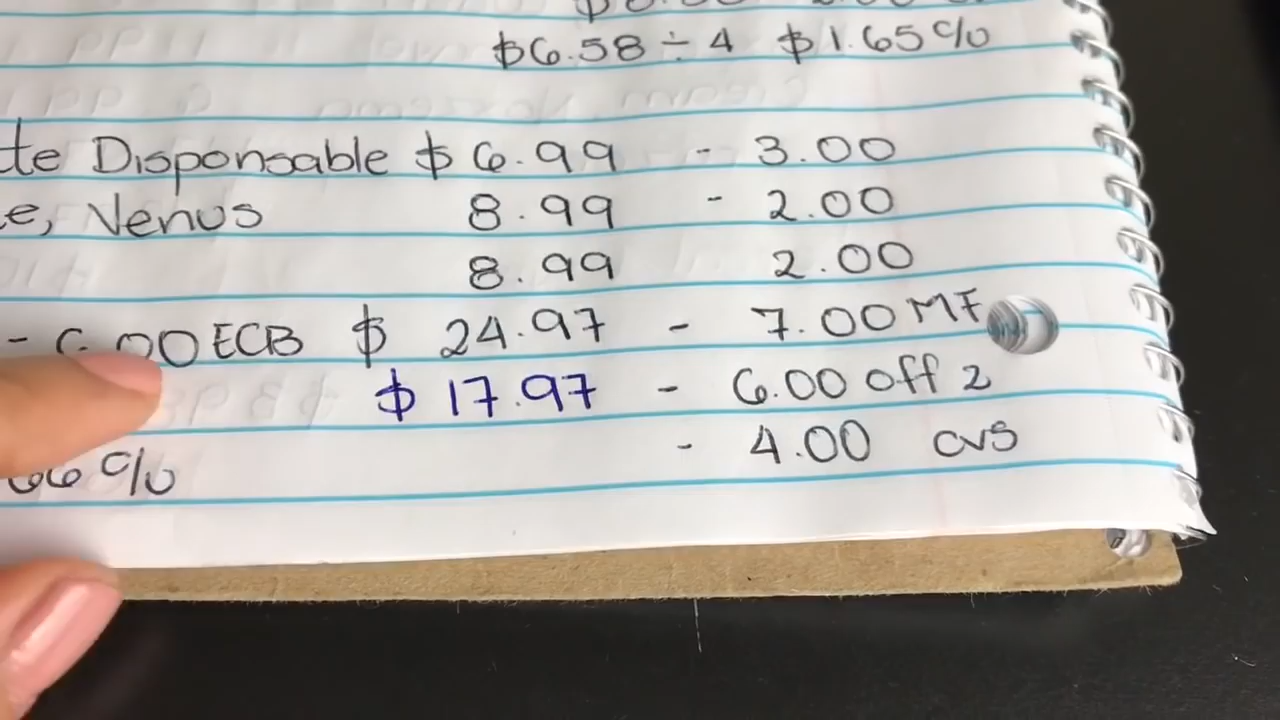 $6.58 ÷ 4 $1.65 c/o
te Disponsable $ 6.99 - 3.00
e, Venus 8.99 - 2.00
8.99 2.00
- 6.00 ECB $ 24.97 - 7.00 MF
$ 17.97 - 6.00 off 2
- 4.00 cvs
66 c/o